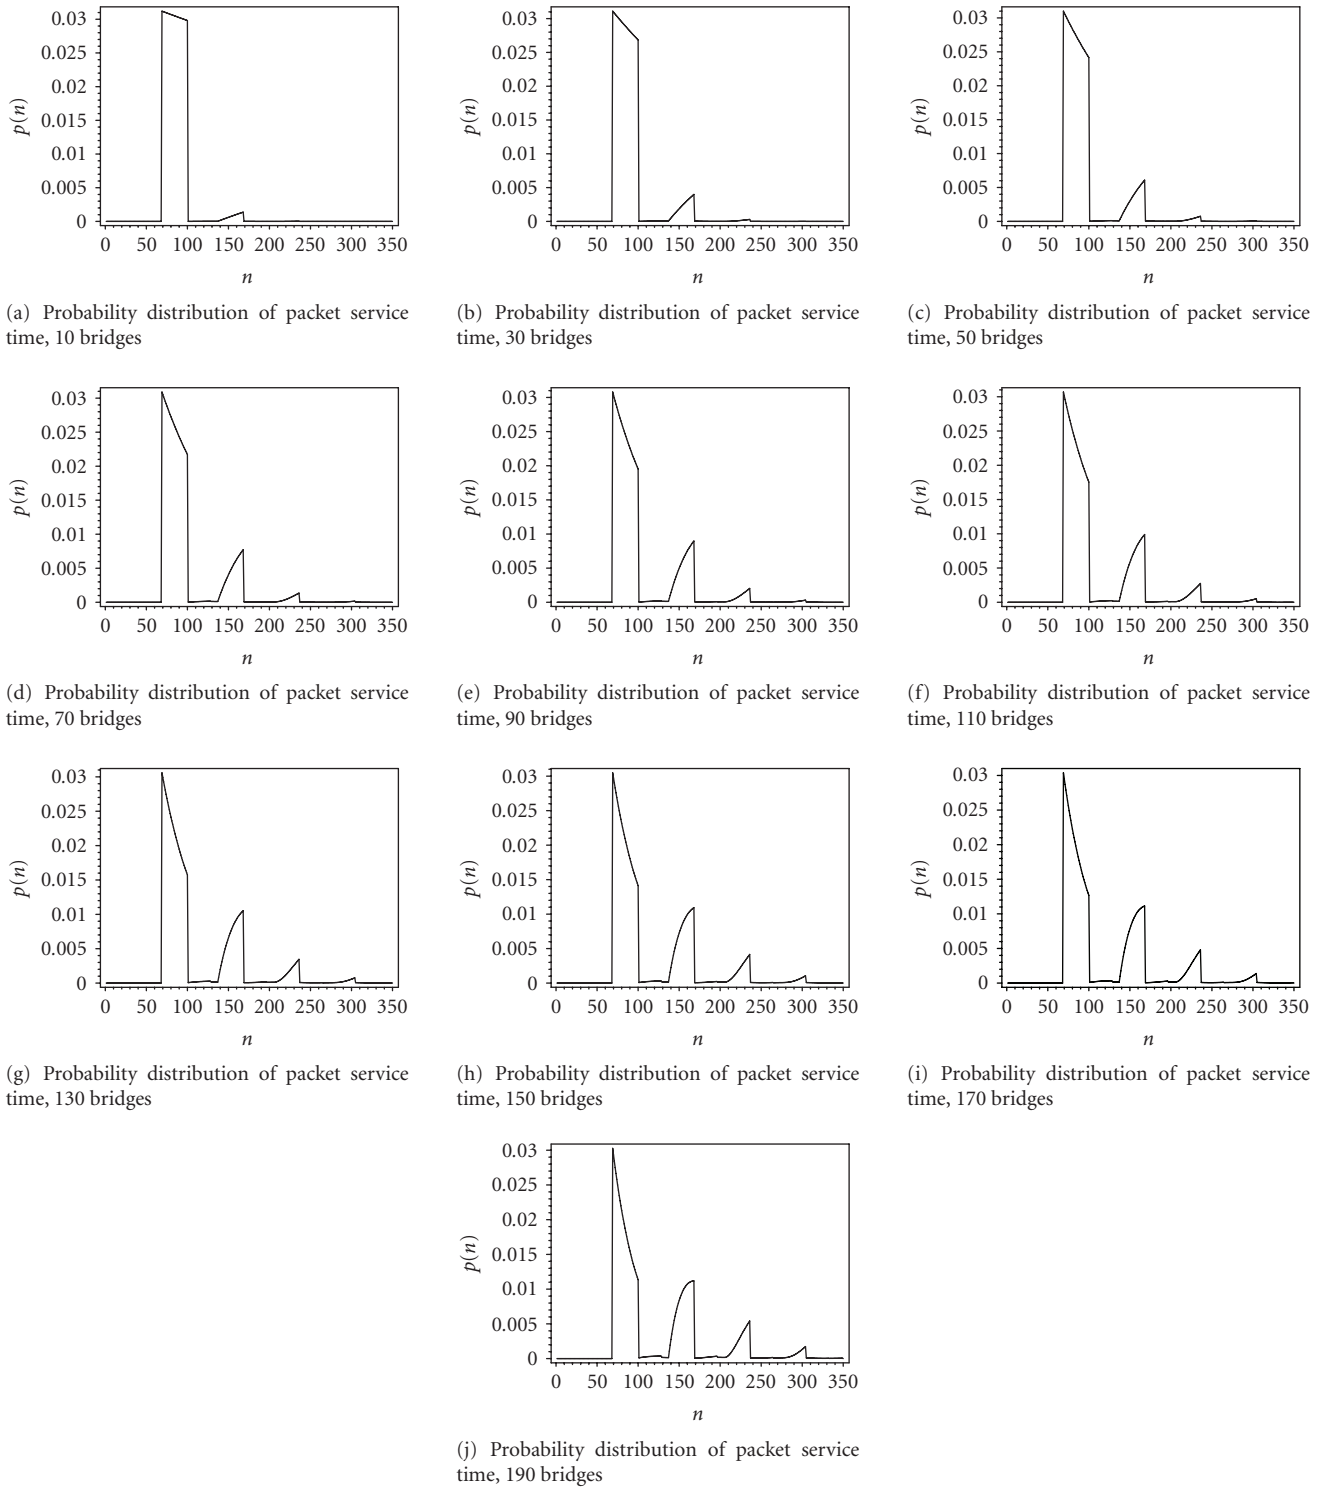 0.03 0.03 0.03
0.025 0.025 0.025
0.02 0.02 0.02
p(n) p(n) p(n)
0.015 0.015 0.015
0.01 0.01 0.01
0.005 0.005 0.005
0 0 0
0 50 100 150 200 250 300 350 0 50 100 150 200 250 300 350 0 50 100 150 200 250 300 350
n n n
(a) Probability distribution of packet service
time, 10 bridges
(b) Probability distribution of packet service
time, 30 bridges
(c) Probability distribution of packet service
time, 50 bridges
0.03 0.03 0.03
0.025 0.025 0.025
0.02 0.02 0.02
p(n) p(n) p(n)
0.015 0.015 0.015
0.01 0.01 0.01
0.005 0.005 0.005
0 0 0
0 50 100 150 200 250 300 350 0 50 100 150 200 250 300 350 0 50 100 150 200 250 300 350
n n n
(d) Probability distribution of packet service
time, 70 bridges
(e) Probability distribution of packet service
time, 90 bridges
(f) Probability distribution of packet service
time, 110 bridges
0.03 0.03 0.03
0.025 0.025 0.025
0.02 0.02 0.02
p(n) p(n) p(n)
0.015 0.015 0.015
0.01 0.01 0.01
0.005 0.005 0.005
0 0 0
0 50 100 150 200 250 300 350 0 50 100 150 200 250 300 350 0 50 100 150 200 250 300 350
n n n
(g) Probability distribution of packet service
time, 130 bridges
(h) Probability distribution of packet service
time, 150 bridges
(i) Probability distribution of packet service
time, 170 bridges
0.03
0.025
0.02
p(n)
0.015
0.01
0.005
0
0 50 100 150 200 250 300 350
n
(j) Probability distribution of packet service
time, 190 bridges